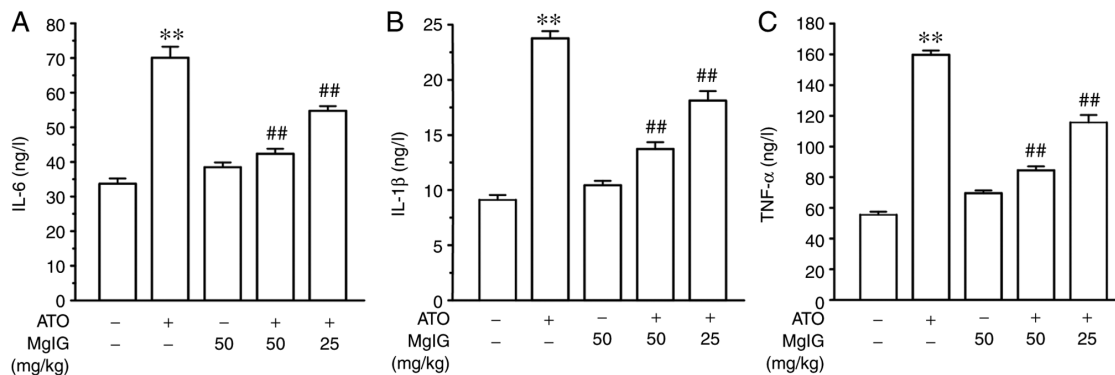 A
IL-6 (ng/l)
80
70
60
50
40
30
20
10
0
**
##
##
ATO - + - + +
MgIG - - 50 50 25
(mg/kg)
B
IL-1β (ng/l)
25
20
15
10
5
0
**
##
##
ATO - + - + +
MgIG - - 50 50 25
(mg/kg)
C
TNF-α (ng/l)
180
160
140
120
100
80
60
40
20
0
**
##
##
ATO - + - + +
MgIG - - 50 50 25
(mg/kg)